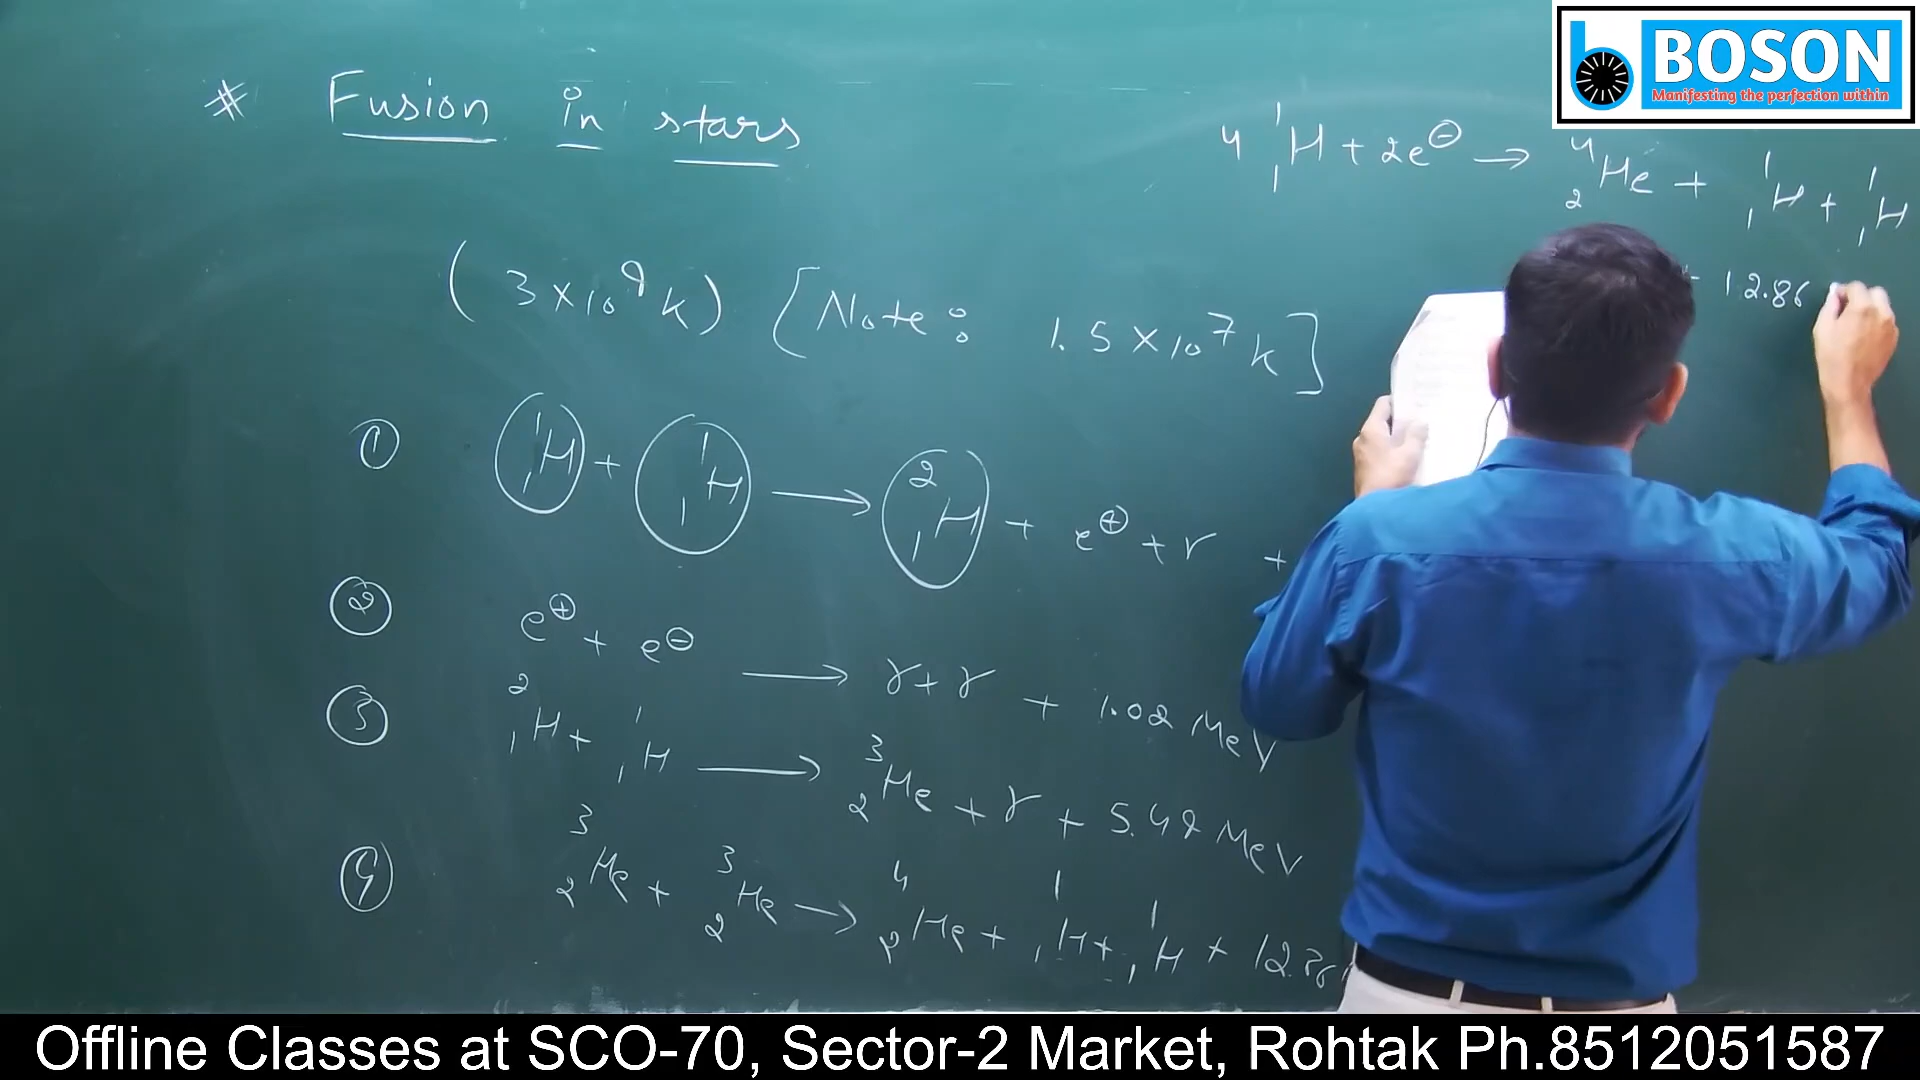 BOSON
Manifesting the perfection within
* Fusion in stars
4 ¹₁H + 2e⊖ → ⁴₂He + ¹₁H + ¹₁H
+ 12.86
(3×10⁹ K) [Note : 1.5×10⁷ K]
① ¹₁H + ¹₁H → ²₁H + e⊕ + r +
② e⊕ + e⊖ → γ + γ + 1.02 MeV
③ ²₁H + ¹₁H → ³₂He + γ + 5.49 MeV
④ ³₂He + ³₂He → ⁴₂He + ¹₁H + ¹₁H + 12.86
Offline Classes at SCO-70, Sector-2 Market, Rohtak Ph.8512051587